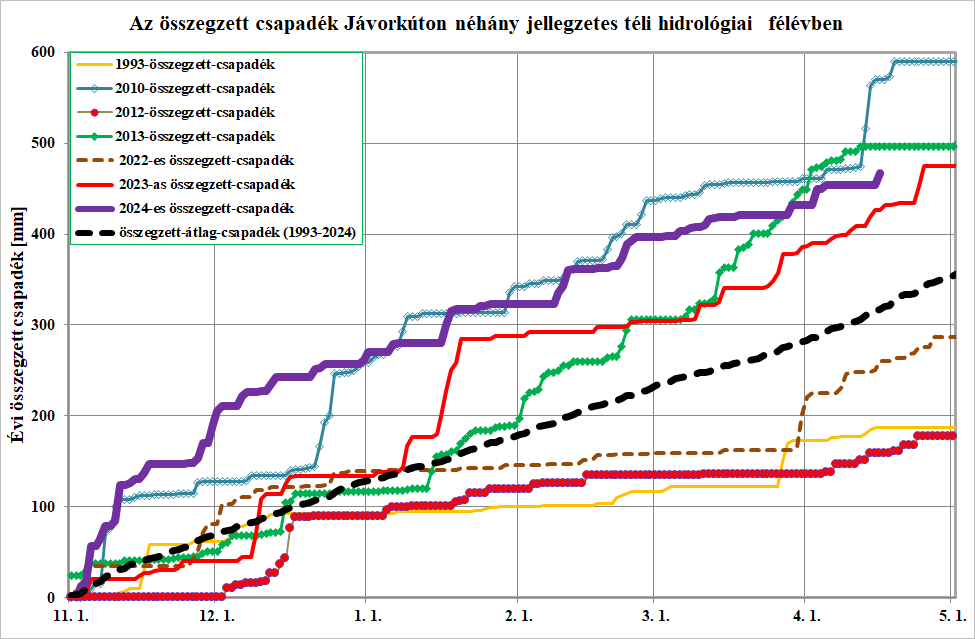 Az összegzett csapadék Jávorkúton néhány jellegzetes téli hidrológiai félévben
Évi összegzett csapadék [mm]
600
500
400
300
200
100
0
1993-összegzett-csapadék
2010-összegzett-csapadék
2012-összegzett-csapadék
2013-összegzett-csapadék
2022-es összegzett-csapadék
2023-as összegzett-csapadék
2024-es összegzett-csapadék
összegzett-átlag-csapadék (1993-2024)
11. 1. 12. 1. 1. 1. 2. 1. 3. 1. 4. 1. 5. 1.